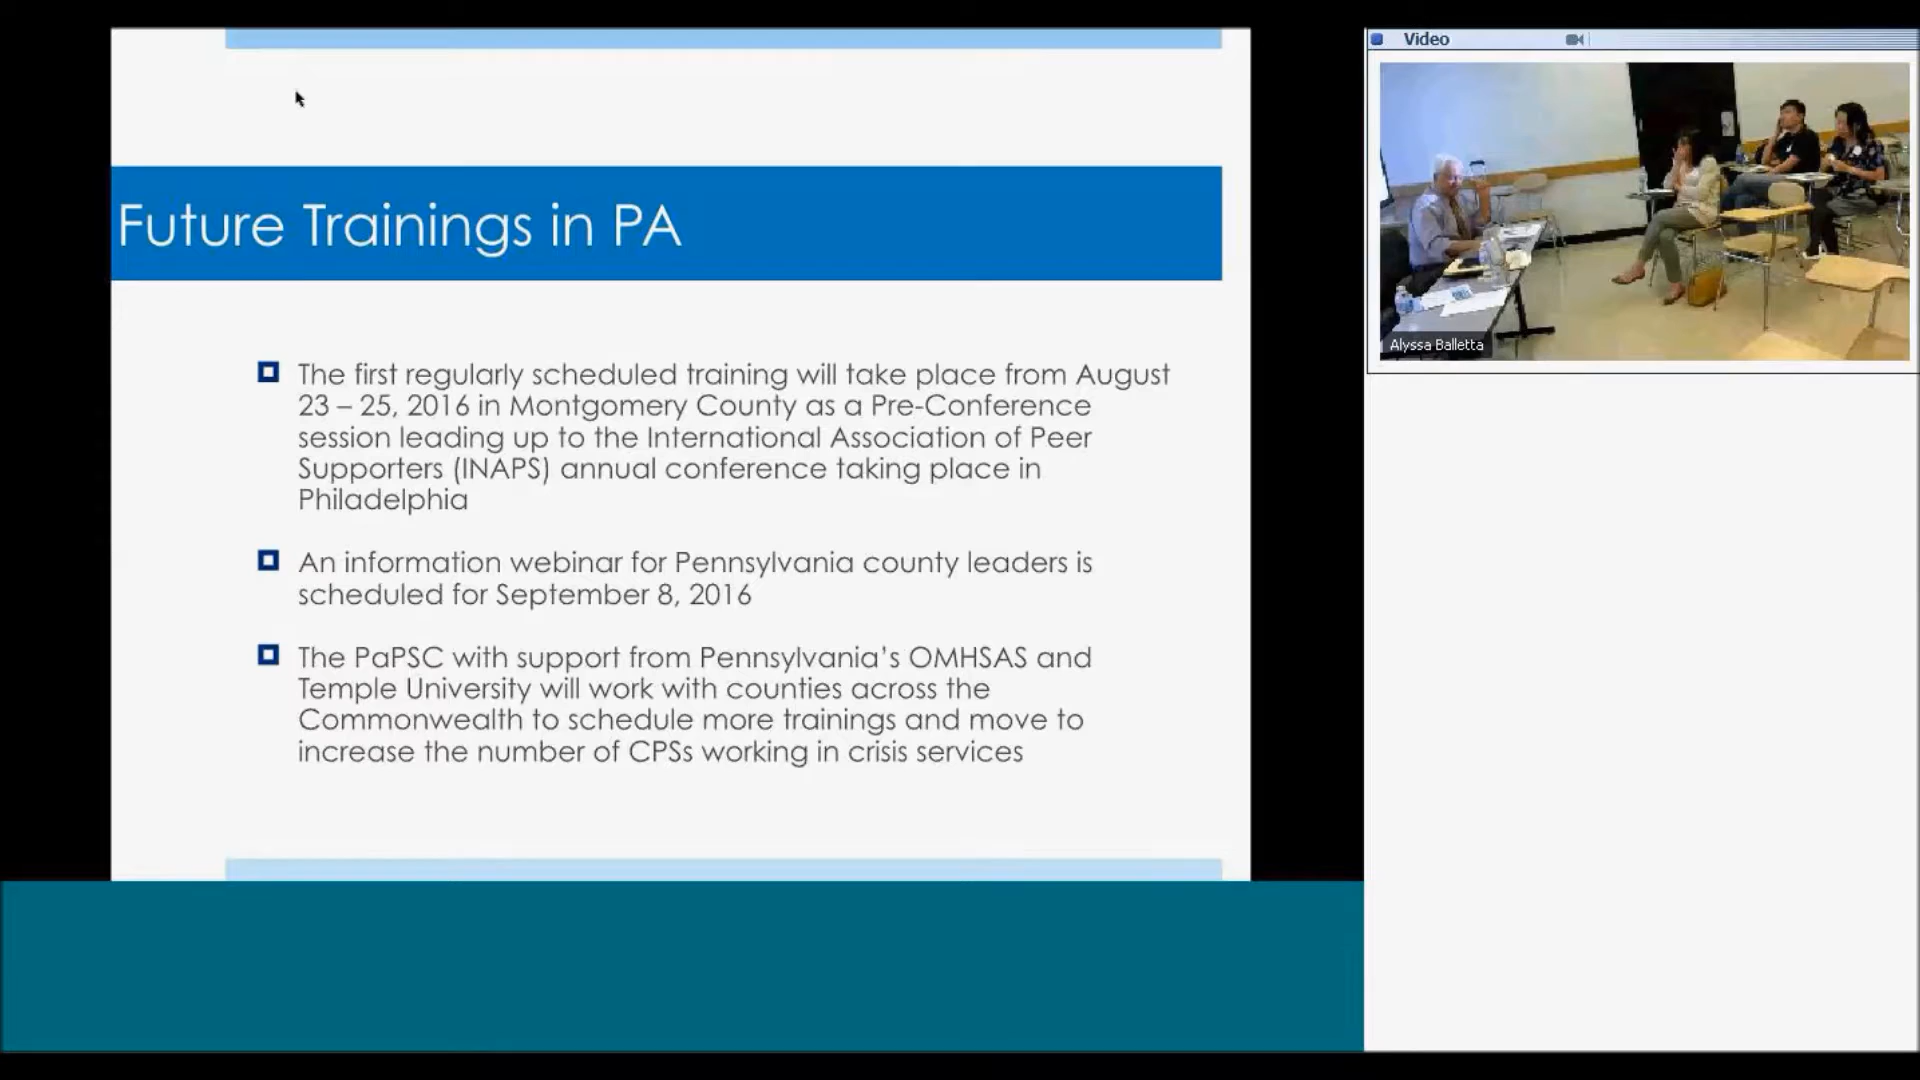 Future Trainings in PA
The first regularly scheduled training will take place from August
23 – 25, 2016 in Montgomery County as a Pre-Conference
session leading up to the International Association of Peer
Supporters (INAPS) annual conference taking place in
Philadelphia
An information webinar for Pennsylvania county leaders is
scheduled for September 8, 2016
The PaPSC with support from Pennsylvania’s OMHSAS and
Temple University will work with counties across the
Commonwealth to schedule more trainings and move to
increase the number of CPSs working in crisis services
Video
Alyssa Balletta